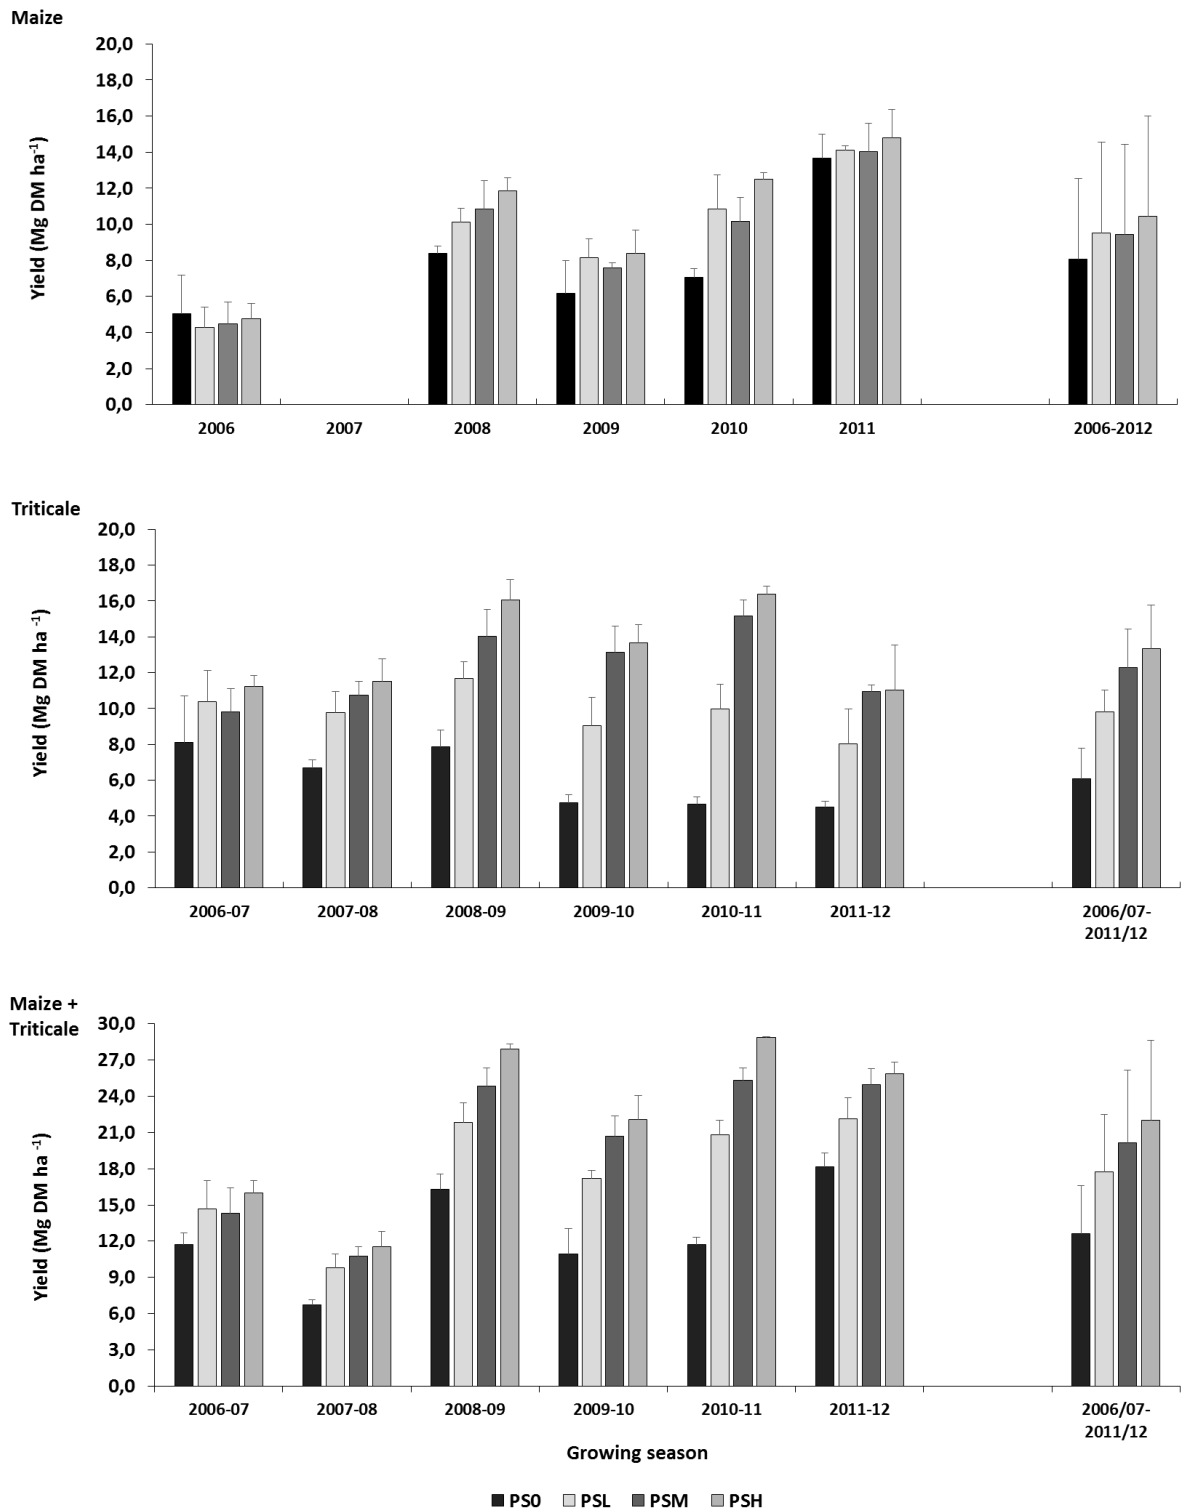 Maize
20,0
18,0
16,0
14,0
12,0
10,0
8,0
6,0
4,0
2,0
0,0
Yield (Mg DM ha⁻¹)
2006 2007 2008 2009 2010 2011 2006-2012
Triticale
20,0
18,0
16,0
14,0
12,0
10,0
8,0
6,0
4,0
2,0
0,0
Yield (Mg DM ha ⁻¹)
2006-07 2007-08 2008-09 2009-10 2010-11 2011-12 2006/07-
2011/12
Maize +
Triticale
30,0
27,0
24,0
21,0
18,0
15,0
12,0
9,0
6,0
3,0
0,0
Yield (Mg DM ha ⁻¹)
2006-07 2007-08 2008-09 2009-10 2010-11 2011-12 2006/07-
2011/12
Growing season
PS0 PSL PSM PSH